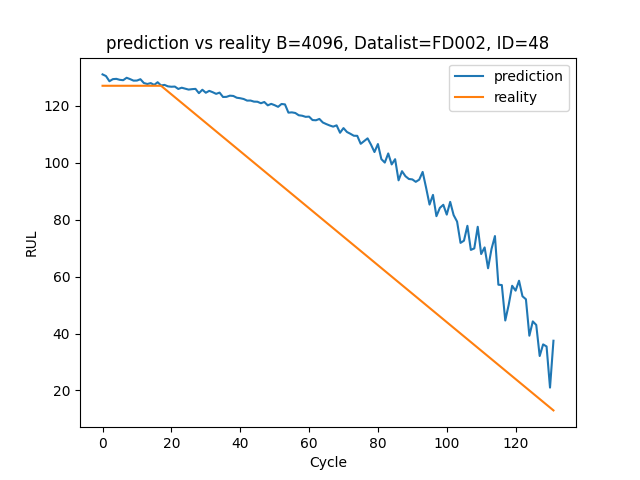 prediction vs reality B=4096, Datalist=FD002, ID=48
prediction
reality
RUL
120
100
80
60
40
20
0 20 40 60 80 100 120
Cycle